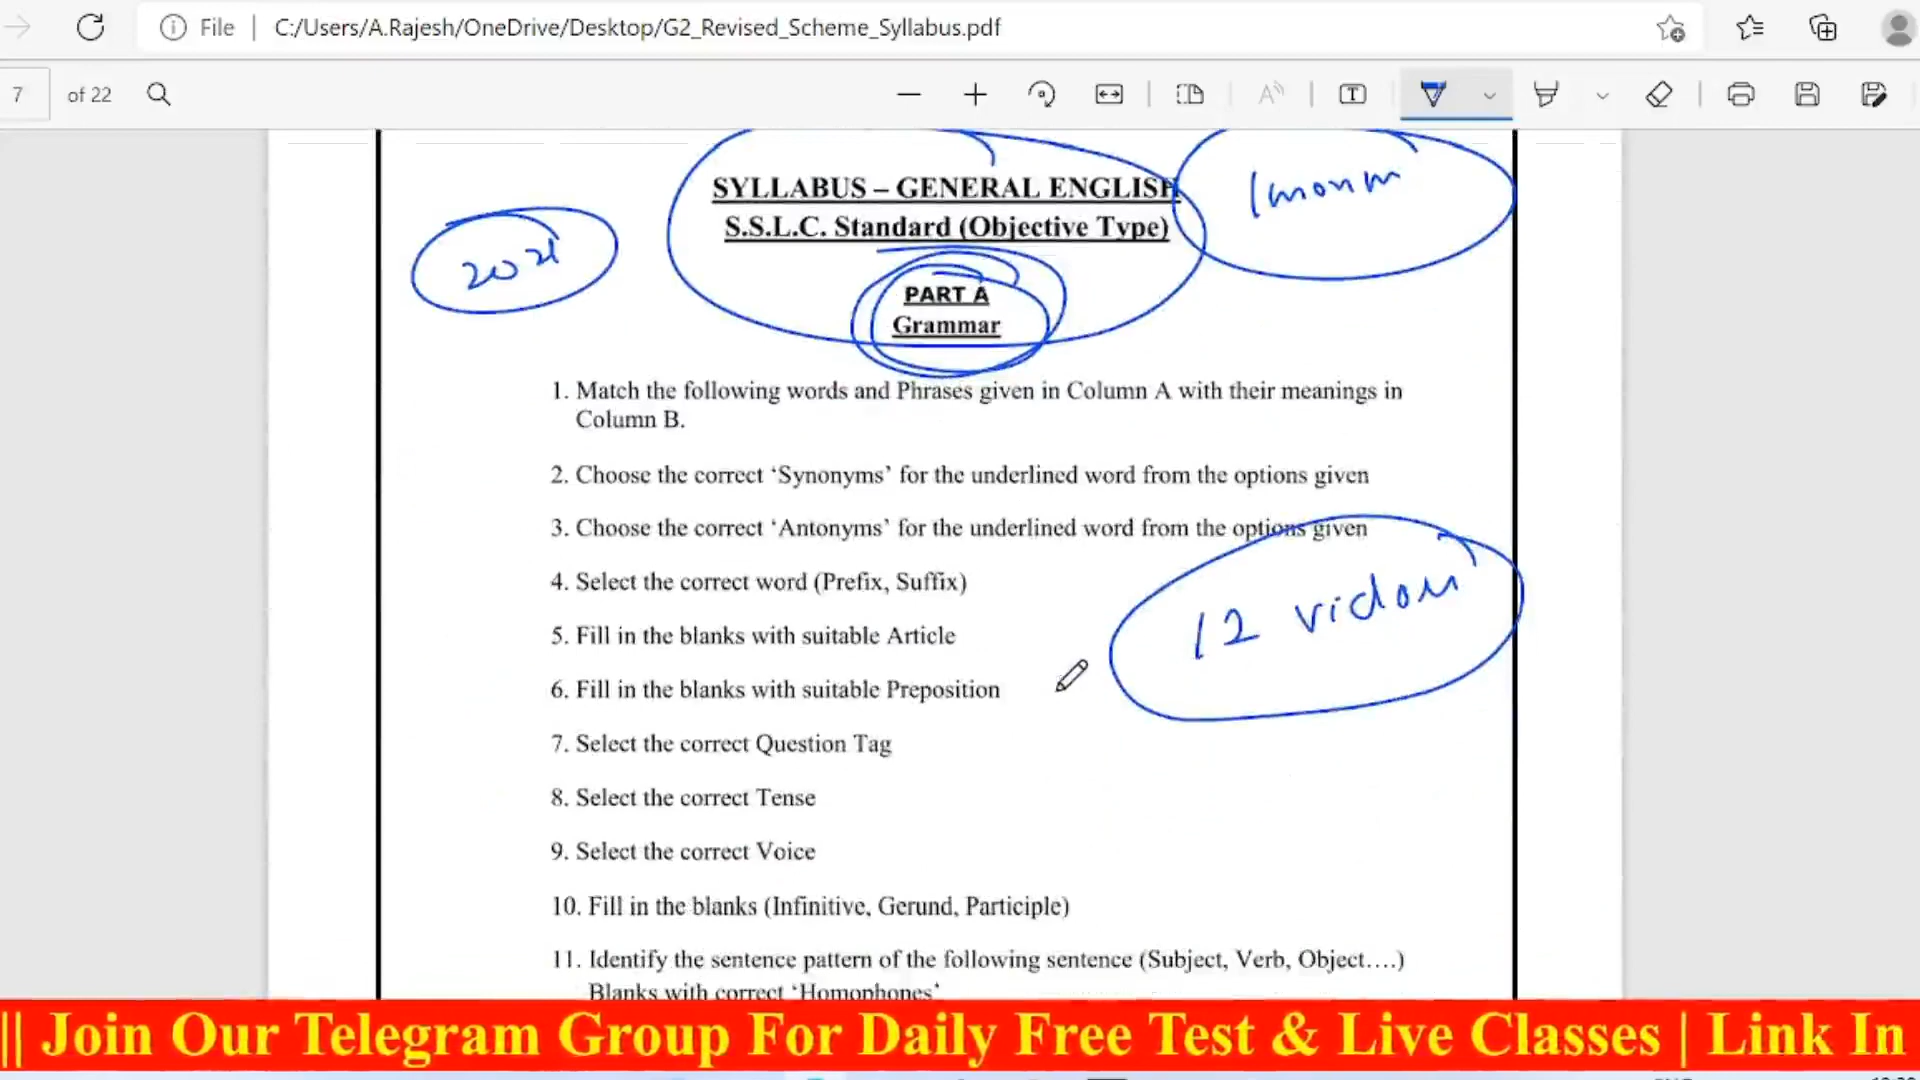 File C:/Users/A.Rajesh/OneDrive/Desktop/G2_Revised_Scheme_Syllabus.pdf
7 of 22
SYLLABUS – GENERAL ENGLISH
1 month
S.S.L.C. Standard (Objective Type)
2021
PART A
Grammar
1. Match the following words and Phrases given in Column A with their meanings in
Column B.
2. Choose the correct ‘Synonyms’ for the underlined word from the options given
3. Choose the correct ‘Antonyms’ for the underlined word from the options given
4. Select the correct word (Prefix, Suffix)
12
5. Fill in the blanks with suitable Article
6. Fill in the blanks with suitable Preposition
7. Select the correct Question Tag
8. Select the correct Tense
9. Select the correct Voice
10. Fill in the blanks (Infinitive, Gerund, Participle)
11. Identify the sentence pattern of the following sentence (Subject, Verb, Object….)
Blanks with correct ‘Homophones’
|| Join Our Telegram Group For Daily Free Test & Live Classes | Link In